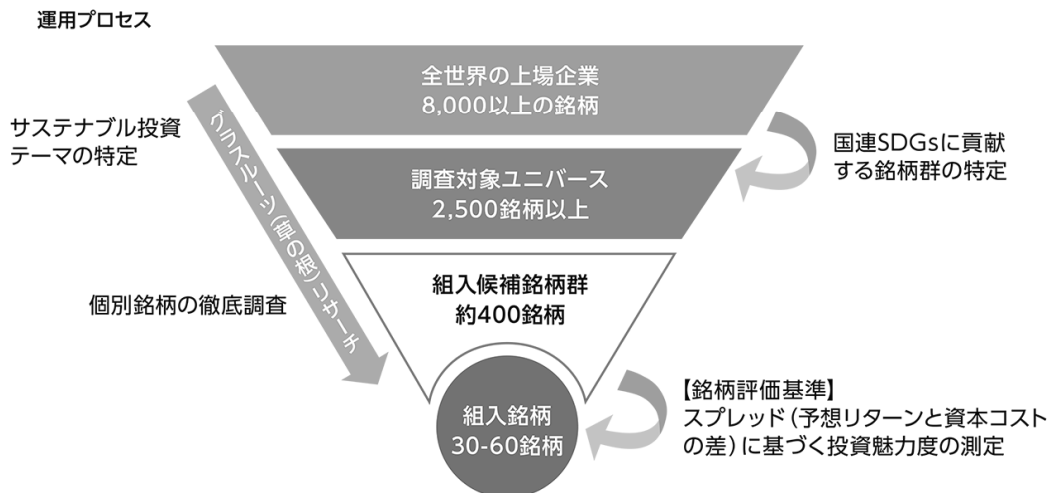 運用プロセス
全世界の上場企業
8,000以上の銘柄
サステナブル投資
テーマの特定
グラスルーツ(草の根)リサーチ
国連SDGsに貢献
する銘柄群の特定
調査対象ユニバース
2,500銘柄以上
個別銘柄の徹底調査
組入候補銘柄群
約400銘柄
組入銘柄
30-60銘柄
【銘柄評価基準】
スプレッド(予想リターンと資本コスト
の差)に基づく投資魅力度の測定